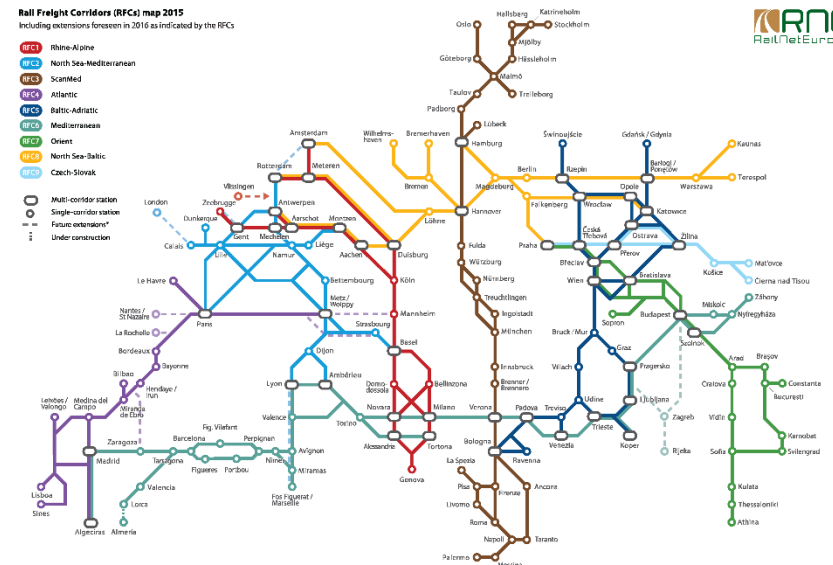 Rail Freight Corridors (RFCs) map 2015
Including extensions foreseen in 2016 as indicated by the RFCs
RFC1 Rhine-Alpine
RFC2 North Sea-Mediterranean
RFC3 ScanMed
RFC4 Atlantic
RFC5 Baltic-Adriatic
RFC6 Mediterranean
RFC7 Orient
RFC8 North Sea-Baltic
RFC9 Czech-Slovak
Multi-corridor station
Single-corridor station
Future extensions*
Under construction
RailNetEuro
Oslo
Hallsberg
Katrineholm
Stockholm
Mjölby
Göteborg
Hässleholm
Malmö
Taulov
Trelleborg
Padborg
Lübeck
Hamburg
Amsterdam
Wilhelms-
haven
Bremerhaven
Świnoujście
Gdańsk / Gdynia
Kaunas
Rotterdam
Meteren
Bremen
Magdeburg
Berlin
Rzepin
Warszawa
Terespol
Vlissingen
London
Zeebrugge
Antwerpen
Dunkerque
Aarschot
Montzen
Löhne
Hannover
Falkenberg
Wrocław
Opole
Katowice
Calais
Lille
Gent
Mechelen
Namur
Liège
Aachen
Duisburg
Fulda
Praha
Česká
Třebová
Ostrava
Přerov
Žilina
Würzburg
Břeclav
Košice
Mat'ovce
Čierna nad Tisou
Le Havre
Bettembourg
Köln
Nürnberg
Wien
Bratislava
Metz /
Woippy
Treuchtlingen
Záhony
Nantes /
St Nazaire
Paris
Strasbourg
Mannheim
Ingolstadt
Sopron
Budapest
Miskolc
Nyíregyháza
La Rochelle
München
Bruck / Mur
Szolnok
Bordeaux
Dijon
Basel
Graz
Bayonne
Innsbruck
Villach
Pragersko
Arad
Braşov
Bilbao
Hendaye /
Irun
Lyon
Ambérieu
Domo-
dossola
Bellinzona
Brenner /
Brennero
Craiova
Constanta
Bucureşti
Leixões /
Valongo
Medina del
Campo
Miranda
de Ebro
Valence
Torino
Novara
Milano
Verona
Padova
Treviso
Udine
Ljubljana
Zagreb
Vidin
Zaragoza
Barcelona
Fig. Vilafant
Perpignan
Alessandria
Tortona
Bologna
Venezia
Trieste
Koper
Karnobat
Madrid
Tarragona
Figueres
Portbou
Nimes
Avignon
Miramas
Genova
La Spezia
Ravenna
Rijeka
Sofia
Svilengrad
Lisboa
Sines
Valencia
Lorca
Fos Figuerat /
Marseille
Pisa
Firenze
Ancona
Kulata
Livorno
Thessaloniki
Algeciras
Almería
Roma
Athina
Napoli
Taranto
Palermo